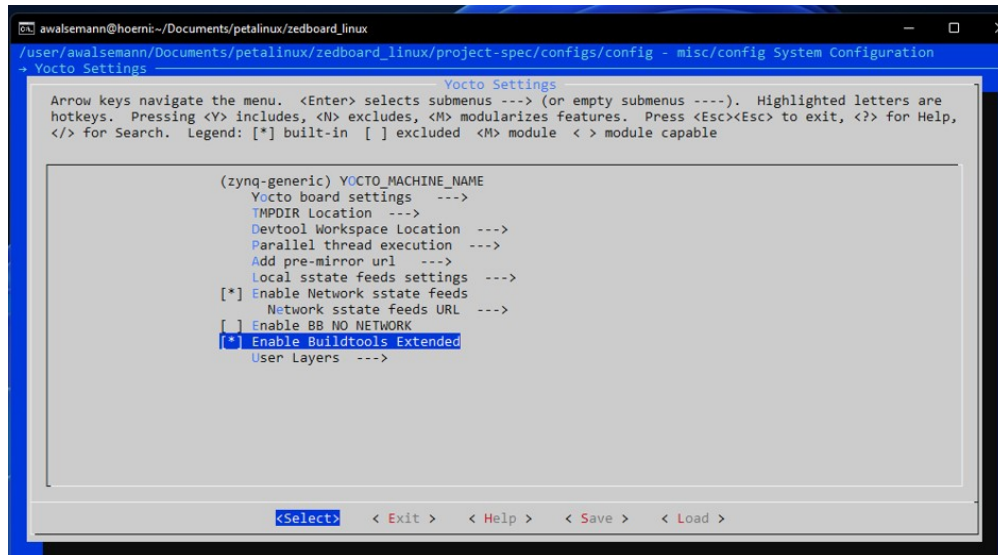 awalsemann@hoerni:~/Documents/petalinux/zedboard_linux
/user/awalsemann/Documents/petalinux/zedboard_linux/project-spec/configs/config - misc/config System Configuration
→ Yocto Settings
Yocto Settings
Arrow keys navigate the menu. <Enter> selects submenus ---> (or empty submenus ----). Highlighted letters are
hotkeys. Pressing <Y> includes, <N> excludes, <M> modularizes features. Press <Esc><Esc> to exit, <?> for Help,
</> for Search. Legend: [*] built-in [ ] excluded <M> module < > module capable
(zynq-generic) YOCTO_MACHINE_NAME
Yocto board settings --->
TMPDIR Location --->
Devtool Workspace Location --->
Parallel thread execution --->
Add pre-mirror url --->
Local sstate feeds settings --->
[*] Enable Network sstate feeds
Network sstate feeds URL --->
[ ] Enable BB NO NETWORK
[*] Enable Buildtools Extended
User Layers --->
<Select> < Exit > < Help > < Save > < Load >